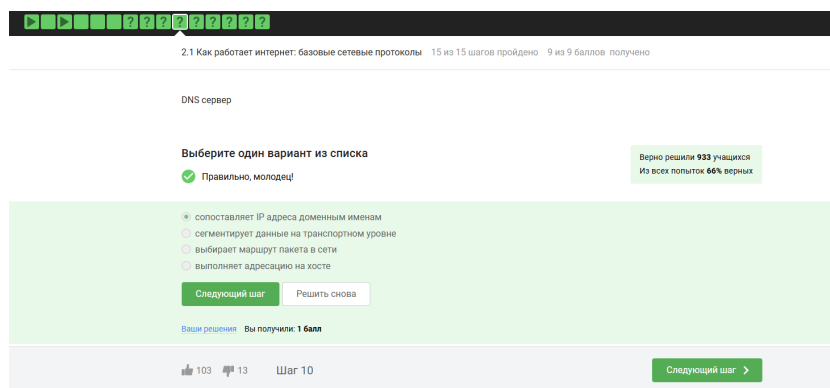 ? ? ? ? ? ? ? ? ?
2.1 Как работает интернет: базовые сетевые протоколы 15 из 15 шагов пройдено 9 из 9 баллов получено
DNS сервер
Выберите один вариант из списка
Правильно, молодец!
Верно решили 933 учащихся
Из всех попыток 66% верных
сопоставляет IP адреса доменным именам
сегментирует данные на транспортном уровне
выбирает маршрут пакета в сети
выполняет адресацию на хосте
Следующий шаг Решить снова
Ваши решения Вы получили: 1 балл
103 13 Шаг 10 Следующий шаг